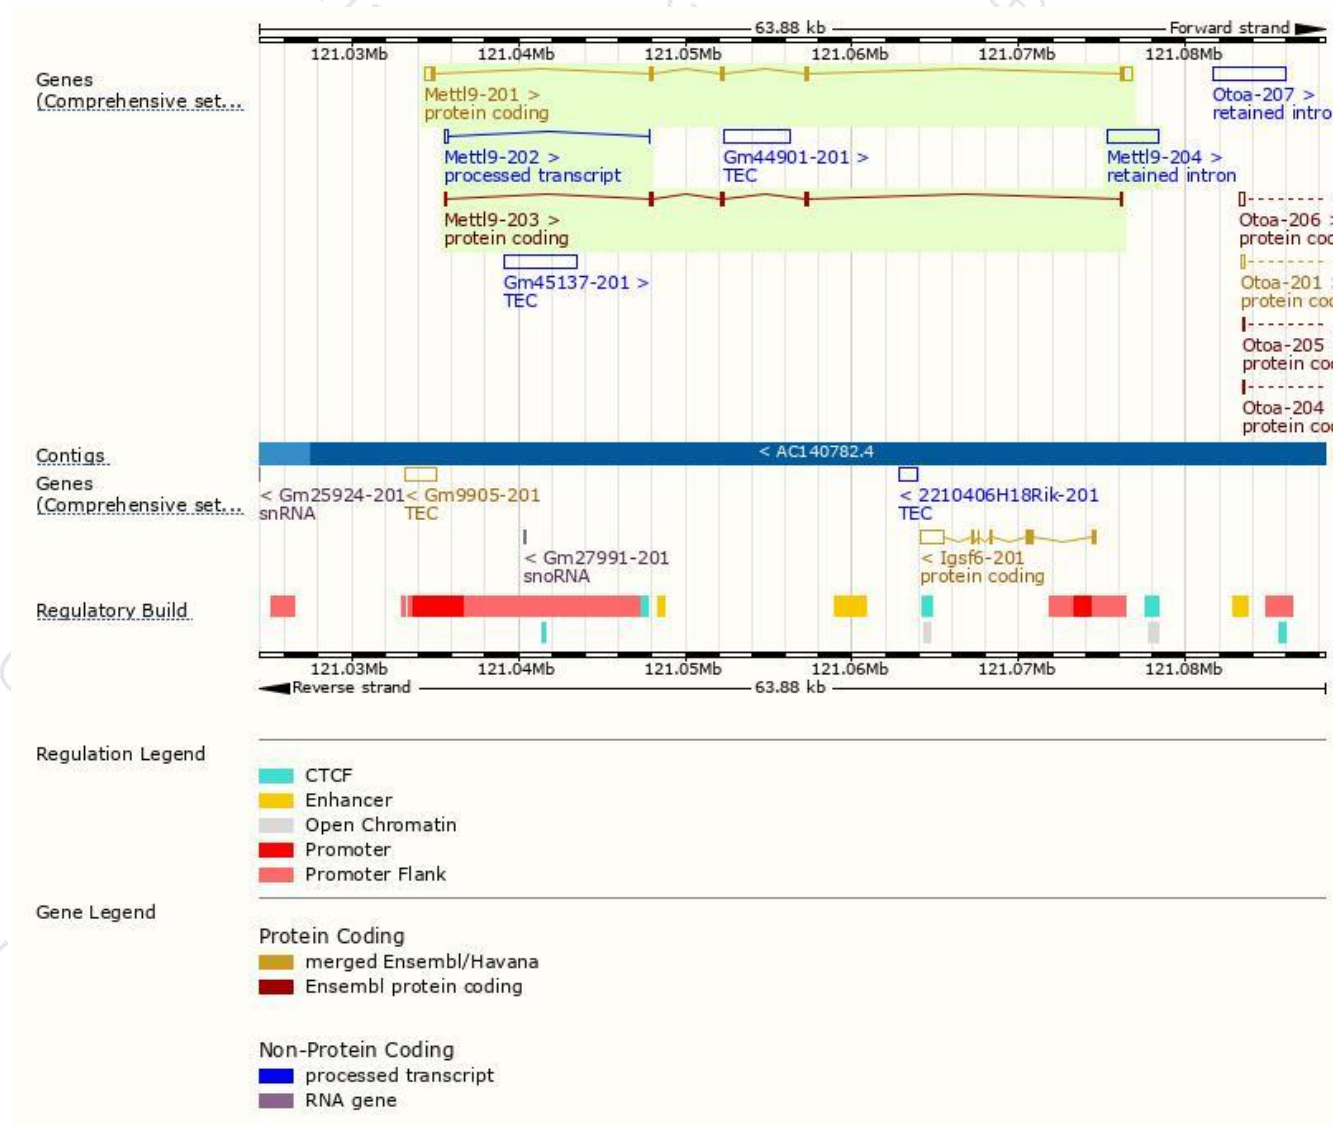 63.88 kb Forward strand
121.03Mb 121.04Mb 121.05Mb 121.06Mb 121.07Mb 121.08Mb
Genes
(Comprehensive set...
Mettl9-201 >
protein coding
Otoa-207 >
retained intro
Mettl9-202 >
processed transcript
Gm44901-201 >
TEC
Mettl9-204 >
retained intron
Mettl9-203 >
protein coding
Otoa-206 >
protein cod
Gm45137-201 >
TEC
Otoa-201 >
protein cod
Otoa-205
protein cod
Otoa-204
protein cod
Contigs
< AC140782.4
Genes
(Comprehensive set...
< Gm25924-201
snRNA
< Gm9905-201
TEC
< 2210406H18Rik-201
TEC
< Gm27991-201
snoRNA
< Igsf6-201
protein coding
Regulatory Build
121.03Mb 121.04Mb 121.05Mb 121.06Mb 121.07Mb 121.08Mb
Reverse strand 63.88 kb
Regulation Legend
CTCF
Enhancer
Open Chromatin
Promoter
Promoter Flank
Gene Legend
Protein Coding
merged Ensembl/Havana
Ensembl protein coding
Non-Protein Coding
processed transcript
RNA gene